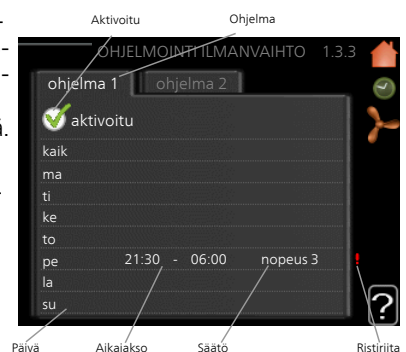 Aktivoitu Ohjelma
OHJELMOINTI ILMANVAIHTO 1.3.3
ohjelma 1 ohjelma 2
aktivoitu
kaik
ma
ti
ke
to
pe 21:30 - 06:00 nopeus 3 !
la
su
?
Päivä Aikajakso Säätö Ristiriita